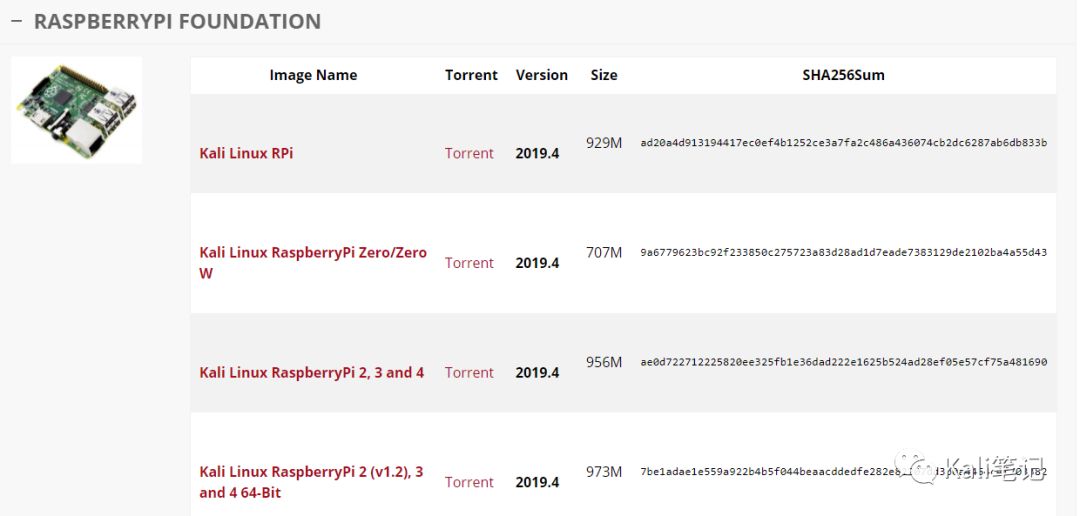 − RASPBERRYPI FOUNDATION
Image Name Torrent Version Size SHA256Sum
Kali Linux RPi Torrent 2019.4 929M ad20a4d913194417ec0ef4b1252ce3a7fa2c486a436074cb2dc6287ab6db833b
Kali Linux RaspberryPi Zero/Zero
W Torrent 2019.4 707M 9a6779623bc92f233850c275723a83d28ad1d7eade7383129de2102ba4a55d43
Kali Linux RaspberryPi 2, 3 and 4 Torrent 2019.4 956M ae0d722712225820ee325fb1e36dad222e1625b524ad28ef05e57cf75a481690
Kali Linux RaspberryPi 2 (v1.2), 3
and 4 64-Bit Torrent 2019.4 973M
Kali笔记